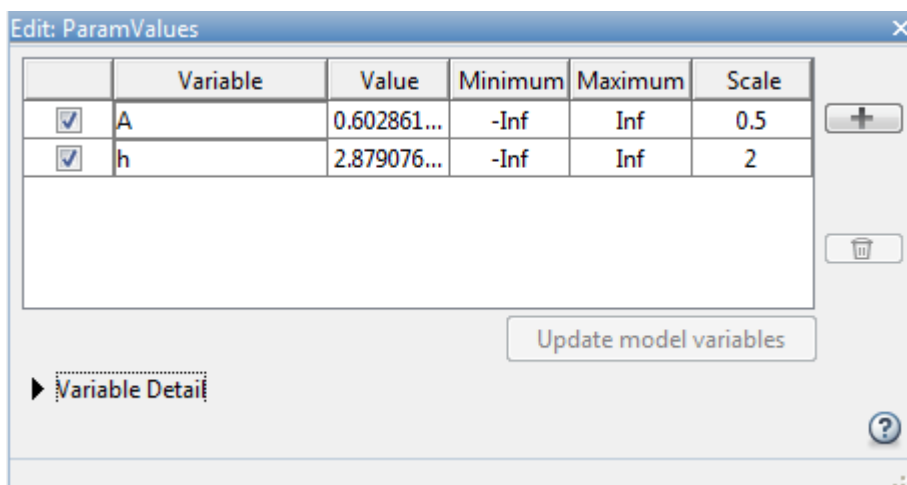 Edit: ParamValues
Variable Value Minimum Maximum Scale
A 0.602861... -Inf Inf 0.5
h 2.879076... -Inf Inf 2
Update model variables
Variable Detail